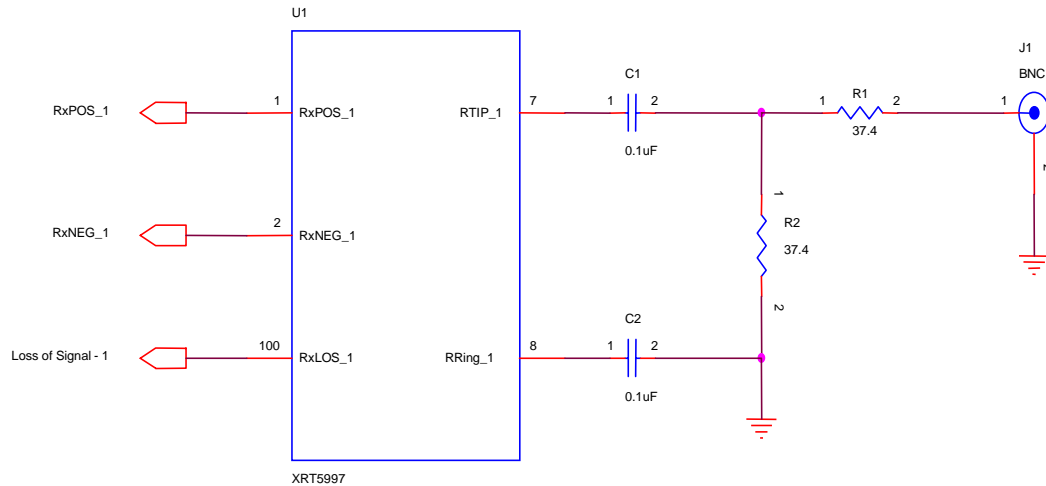 U1
J1
BNC
C1
R1
RxPOS_1
1
RxPOS_1
RTIP_1
7
1
2
1
2
1
0.1uF
37.4
2
1
R2
37.4
RxNEG_1
2
RxNEG_1
2
C2
Loss of Signal - 1
100
RxLOS_1
RRing_1
8
1
2
0.1uF
XRT5997